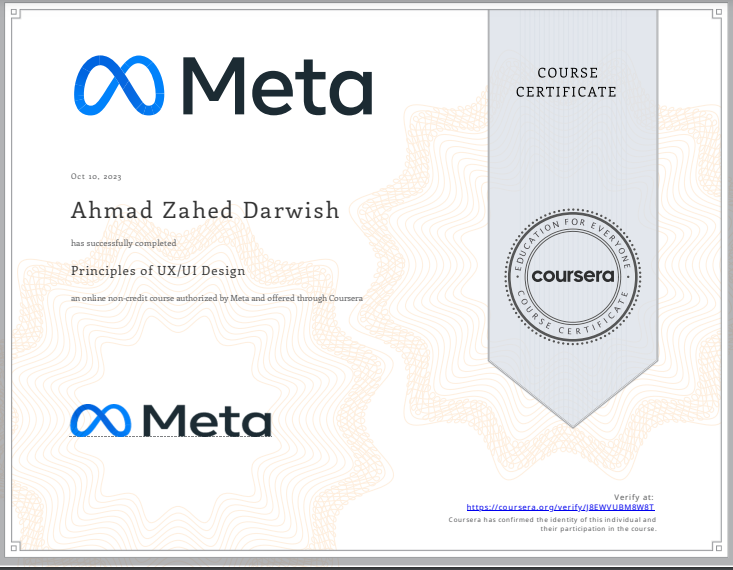 Meta
COURSE
CERTIFICATE
Oct 10, 2023
Ahmad Zahed Darwish
has successfully completed
Principles of UX/UI Design
an online non-credit course authorized by Meta and offered through Coursera
EDUCATION FOR EVERYONE
coursera
COURSE CERTIFICATE
Meta
Verify at:
https://coursera.org/verify/J8EWVUBM8W8T
Coursera has confirmed the identity of this individual and
their participation in the course.